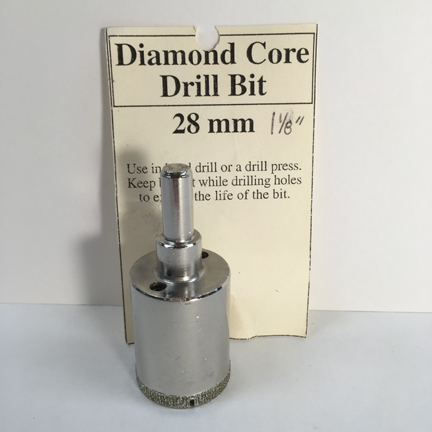 Diamond Core
Drill Bit
28 mm 1 1/8"
Use in drill or a drill press.
Keep while drilling holes
to the life of the bit.